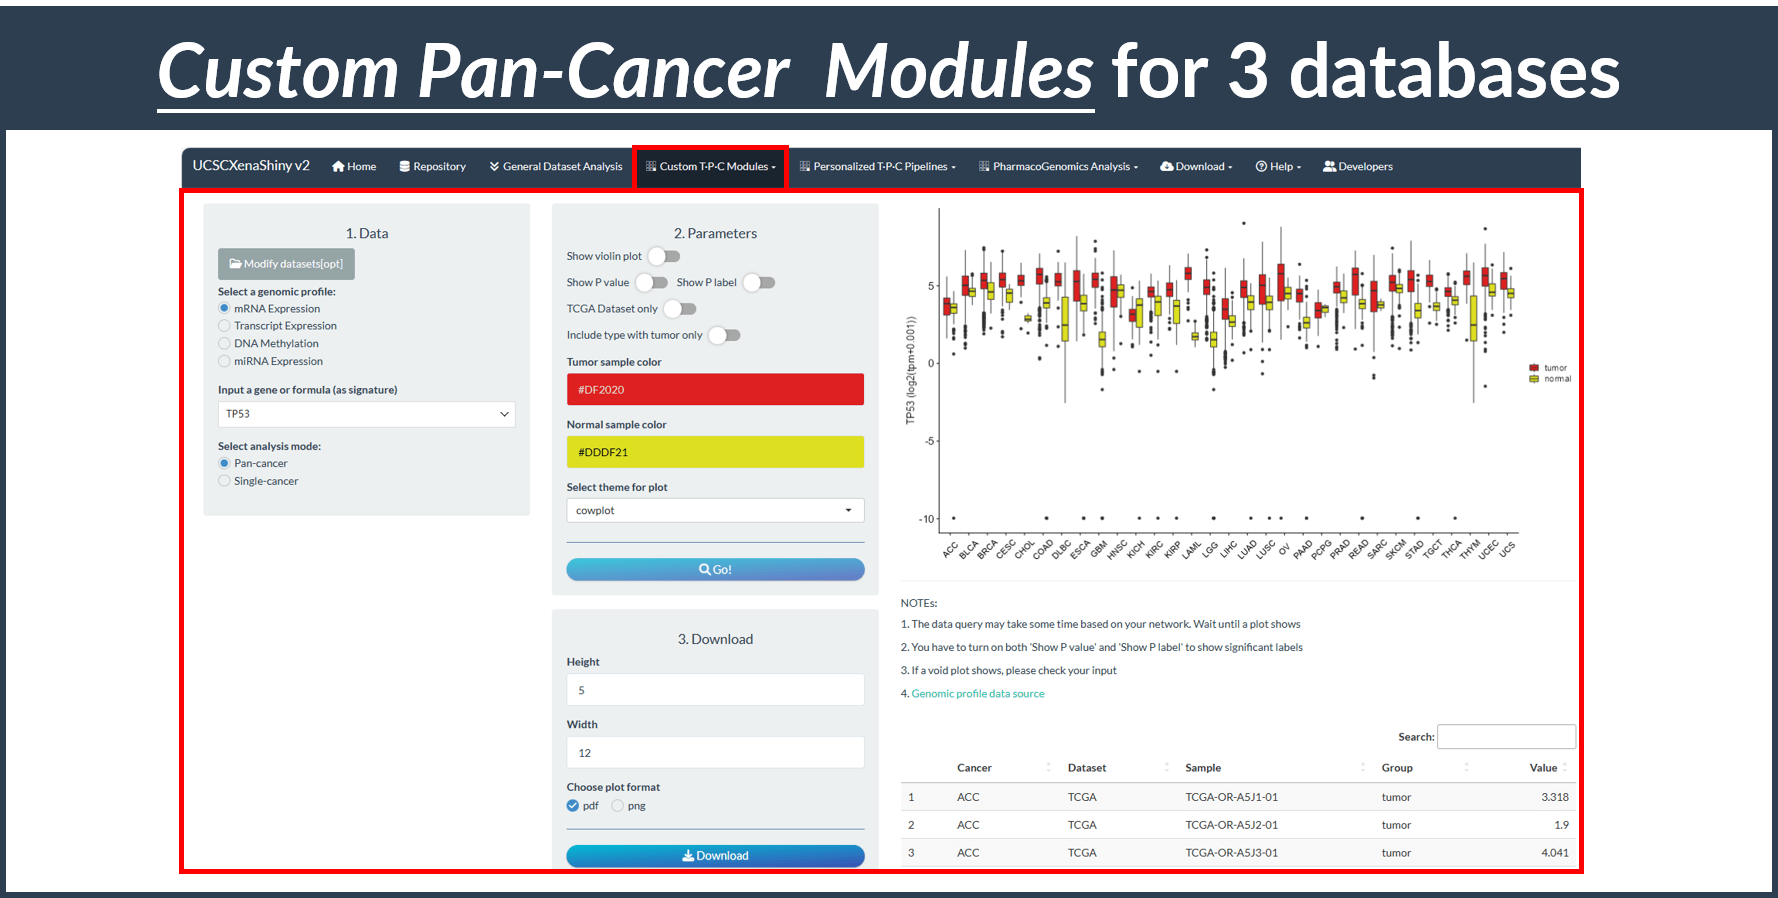 Custom Pan-Cancer Modules for 3 databases
UCSCXenaShiny v2 Home Repository General Dataset Analysis Custom T-P-C Modules Personalized T-P-C Pipelines PharmacoGenomics Analysis Download Help Developers
1. Data
Modify datasets[opt]
Select a genomic profile:
mRNA Expression
Transcript Expression
DNA Methylation
miRNA Expression
Input a gene or formula (as signature)
TP53
Select analysis mode:
Pan-cancer
Single-cancer
2. Parameters
Show violin plot
Show P value Show P label
TCGA Dataset only
Include type with tumor only
Tumor sample color
#DF2020
Normal sample color
#DDDF21
Select theme for plot
cowplot
Go!
3. Download
Height
5
Width
12
Choose plot format
pdf png
Download
TP53 (log2(tpm+0.001))
5
0
-5
-10
ACC BLCA BRCA CESC CHOL COAD DLBC ESCA GBM HNSC KICH KIRC KIRP LAML LGG LIHC LUAD LUSC OV PAAD PCPG PRAD READ SARC SKCM STAD TGCT THCA THYM UCEC UCS
tumor
normal
NOTEs:
1. The data query may take some time based on your network. Wait until a plot shows
2. You have to turn on both 'Show P value' and 'Show P label' to show significant labels
3. If a void plot shows, please check your input
4. Genomic profile data source
Search:
Cancer Dataset Sample Group Value
1 ACC TCGA TCGA-OR-A5J1-01 tumor 3.318
2 ACC TCGA TCGA-OR-A5J2-01 tumor 1.9
3 ACC TCGA TCGA-OR-A5J3-01 tumor 4.041